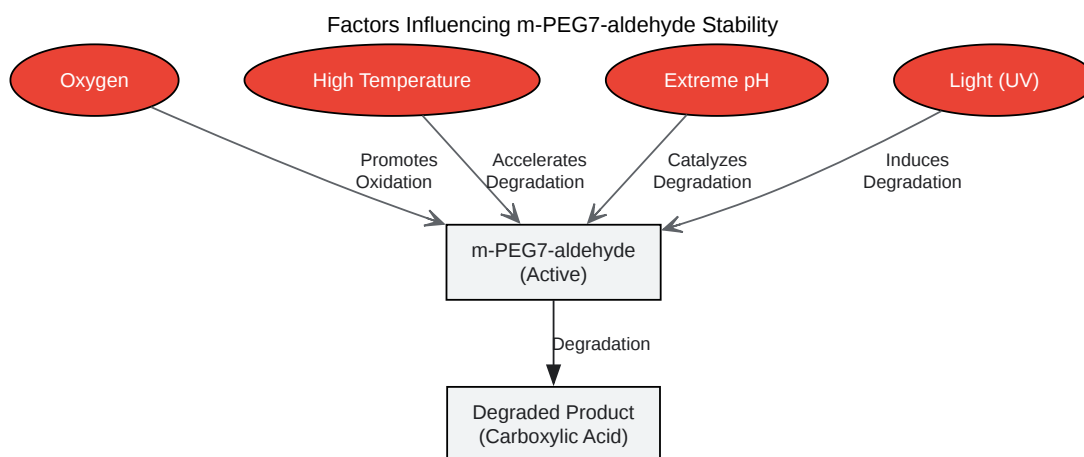 Factors Influencing m-PEG7-aldehyde Stability
Oxygen
High Temperature
Extreme pH
Light (UV)
Promotes
Oxidation
Accelerates
Degradation
Catalyzes
Degradation
Induces
Degradation
m-PEG7-aldehyde
(Active)
Degradation
Degraded Product
(Carboxylic Acid)